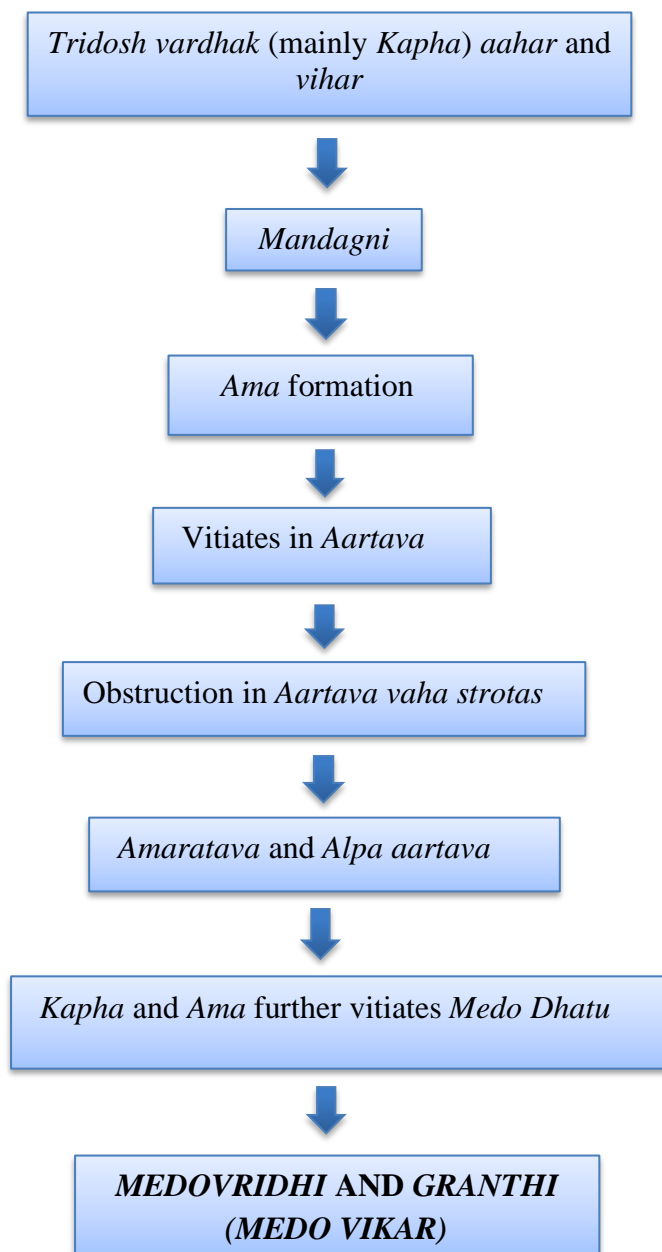 Tridosh vardhak (mainly Kapha) aahar and
vihar
Mandagni
Ama formation
Vitiates in Aartava
Obstruction in Aartava vaha strotas
Amaratava and Alpa aartava
Kapha and Ama further vitiates Medo Dhatu
MEDOVRIDHI AND GRANTHI
(MEDO VIKAR)